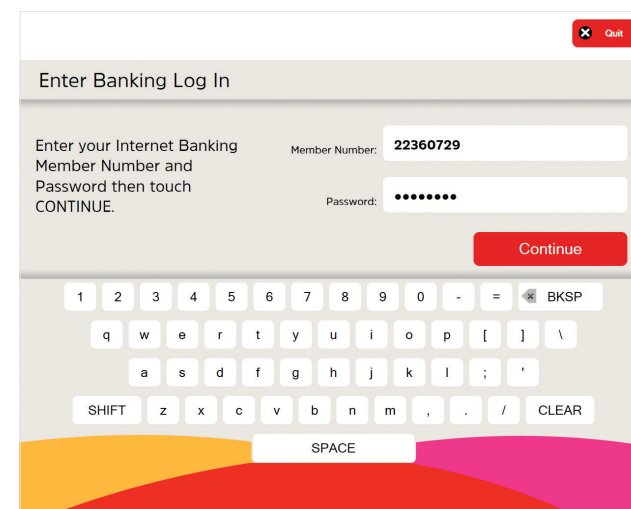 Quit
Enter Banking Log In
Enter your Internet Banking
Member Number and
Password then touch
CONTINUE.
Member Number: 22360729
Password: ••••••••
Continue
1 2 3 4 5 6 7 8 9 0 - = BKSP
q w e r t y u i o p [ ] \
a s d f g h j k l ; '
SHIFT z x c v b n m , . / CLEAR
SPACE